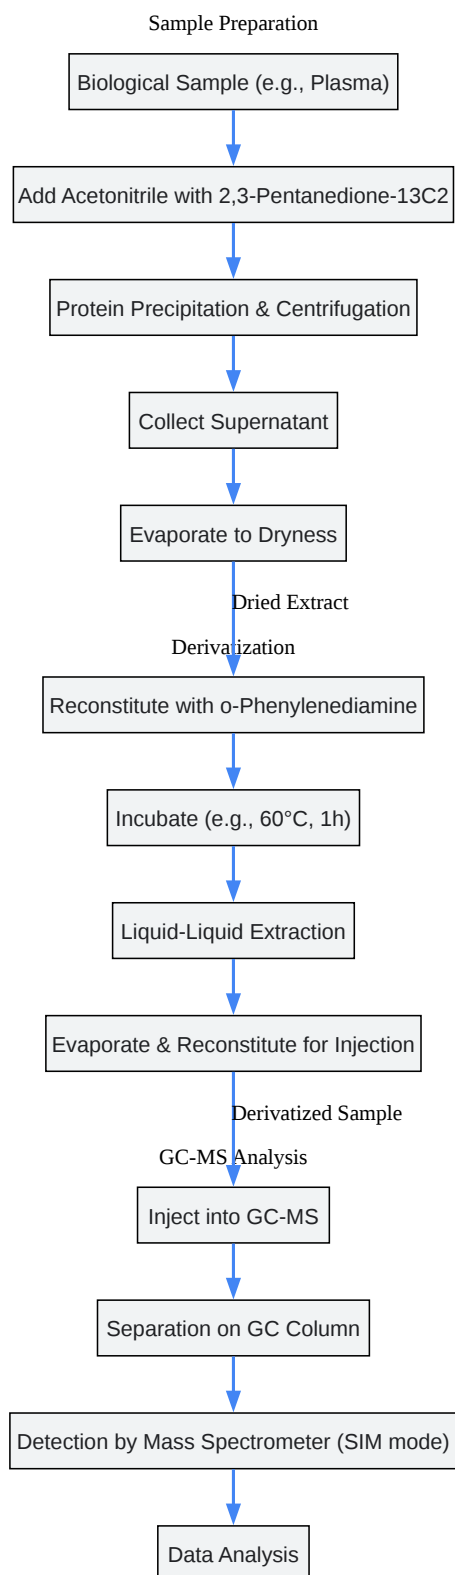 Sample Preparation
Biological Sample (e.g., Plasma)
Add Acetonitrile with 2,3-Pentanedione-13C2
Protein Precipitation & Centrifugation
Collect Supernatant
Evaporate to Dryness
Dried Extract
Derivatization
Reconstitute with o-Phenylenediamine
Incubate (e.g., 60°C, 1h)
Liquid-Liquid Extraction
Evaporate & Reconstitute for Injection
Derivatized Sample
GC-MS Analysis
Inject into GC-MS
Separation on GC Column
Detection by Mass Spectrometer (SIM mode)
Data Analysis